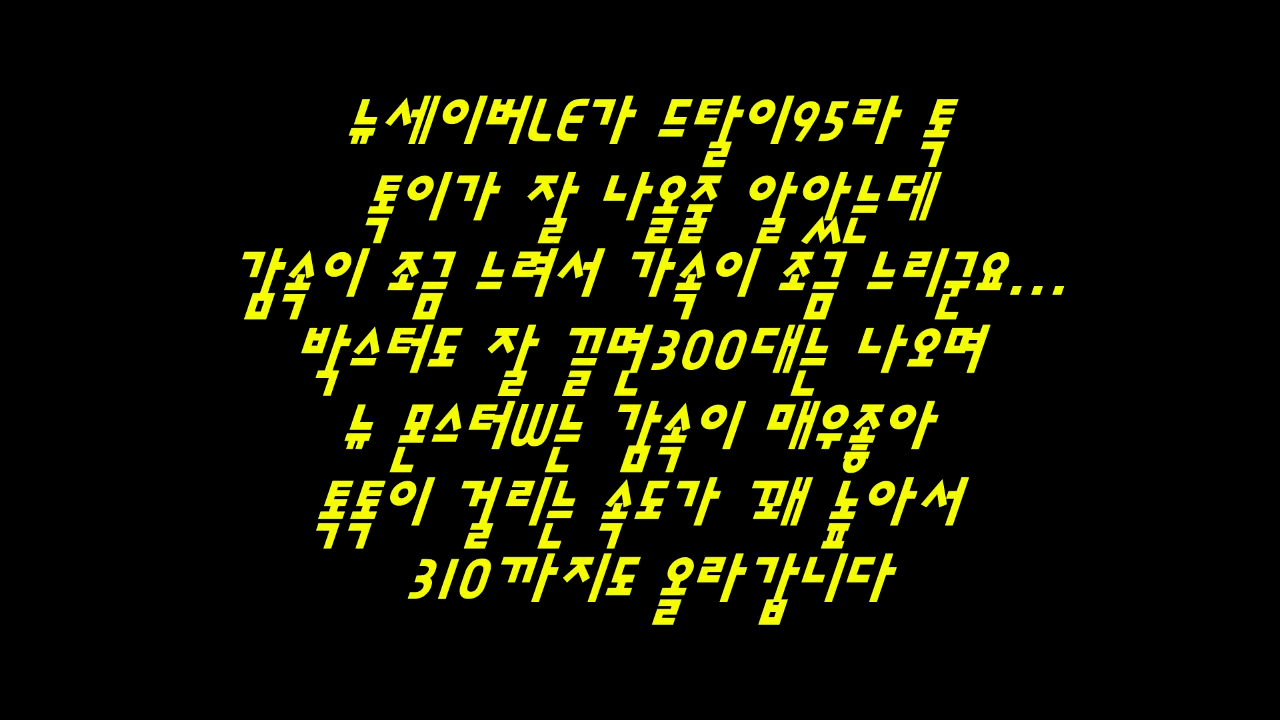 뉴세이버LE가 드탈이95라 톡
톡이가 잘 나올줄 알았는데
감속이 조금 느려서 가속이 조금 느리군요...
박스터도 잘 끌면300대는 나오며
뉴 몬스터W는 감속이 매우좋아
톡톡이 걸리는 속도가 꽤 높아서
310까지도 올라갑니다